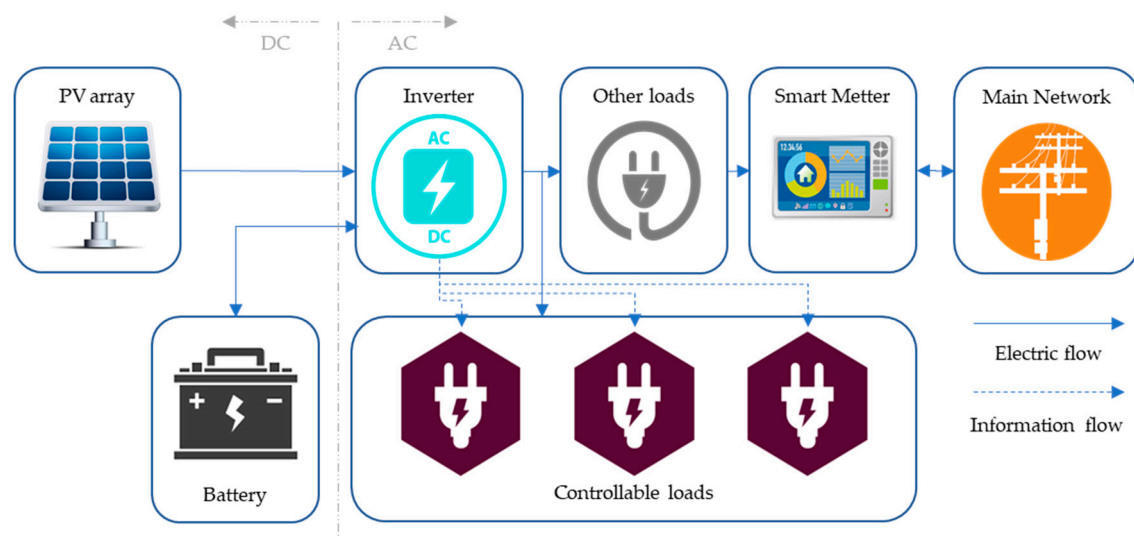 DC
AC
PV array
Inverter
Other loads
Smart Metter
Main Network
AC
DC
12:34:56
Electric flow
Information flow
+
−
Battery
Controllable loads